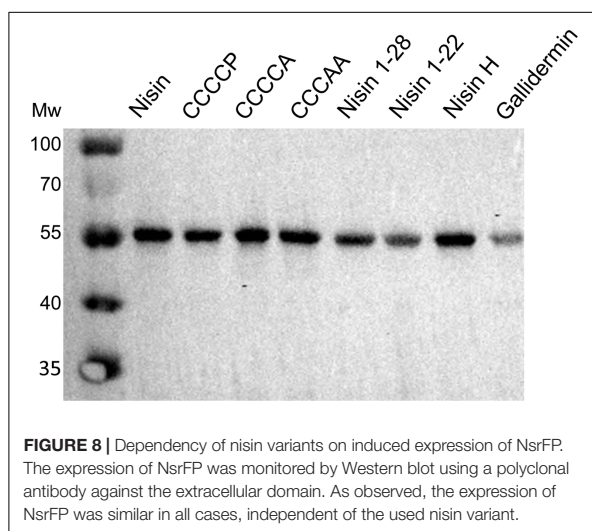 Mw
Nisin
CCCCP
CCCCA
CCCAA
Nisin 1-28
Nisin 1-22
Nisin H
Gallidermin
100
70
55
40
35
FIGURE 8 | Dependency of nisin variants on induced expression of NsrFP.
The expression of NsrFP was monitored by Western blot using a polyclonal
antibody against the extracellular domain. As observed, the expression of
NsrFP was similar in all cases, independent of the used nisin variant.